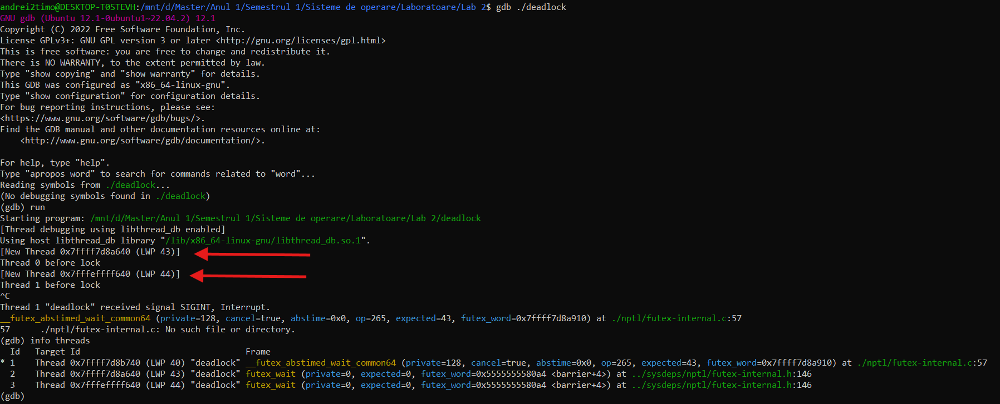 andrei2timo@DESKTOP-T0STEVH:/mnt/d/Master/Anul 1/Semestrul 1/Sisteme de operare/Laboratoare/Lab 2$ gdb ./deadlock
GNU gdb (Ubuntu 12.1-0ubuntu1~22.04.2) 12.1
Copyright (C) 2022 Free Software Foundation, Inc.
License GPLv3+: GNU GPL version 3 or later <http://gnu.org/licenses/gpl.html>
This is free software: you are free to change and redistribute it.
There is NO WARRANTY, to the extent permitted by law.
Type "show copying" and "show warranty" for details.
This GDB was configured as "x86_64-linux-gnu".
Type "show configuration" for configuration details.
For bug reporting instructions, please see:
<https://www.gnu.org/software/gdb/bugs/>.
Find the GDB manual and other documentation resources online at:
    <http://www.gnu.org/software/gdb/documentation/>.

For help, type "help".
Type "apropos word" to search for commands related to "word"...
Reading symbols from ./deadlock...
(No debugging symbols found in ./deadlock)
(gdb) run
Starting program: /mnt/d/Master/Anul 1/Semestrul 1/Sisteme de operare/Laboratoare/Lab 2/deadlock
[Thread debugging using libthread_db enabled]
Using host libthread_db library "/lib/x86_64-linux-gnu/libthread_db.so.1".
[New Thread 0x7ffff7d8a640 (LWP 43)]
Thread 0 before lock
[New Thread 0x7fffeffff640 (LWP 44)]
Thread 1 before lock
^C
Thread 1 "deadlock" received signal SIGINT, Interrupt.
__futex_abstimed_wait_common64 (private=128, cancel=true, abstime=0x0, op=265, expected=43, futex_word=0x7ffff7d8a910) at ./nptl/futex-internal.c:57
57      ./nptl/futex-internal.c: No such file or directory.
(gdb) info threads
  Id   Target Id                                 Frame
* 1    Thread 0x7ffff7d8b740 (LWP 40) "deadlock" __futex_abstimed_wait_common64 (private=128, cancel=true, abstime=0x0, op=265, expected=43, futex_word=0x7ffff7d8a910) at ./nptl/futex-internal.c:57
  2    Thread 0x7ffff7d8a640 (LWP 43) "deadlock" futex_wait (private=0, expected=0, futex_word=0x5555555580a4 <barrier+4>) at ../sysdeps/nptl/futex-internal.h:146
  3    Thread 0x7fffeffff640 (LWP 44) "deadlock" futex_wait (private=0, expected=0, futex_word=0x5555555580a4 <barrier+4>) at ../sysdeps/nptl/futex-internal.h:146
(gdb)